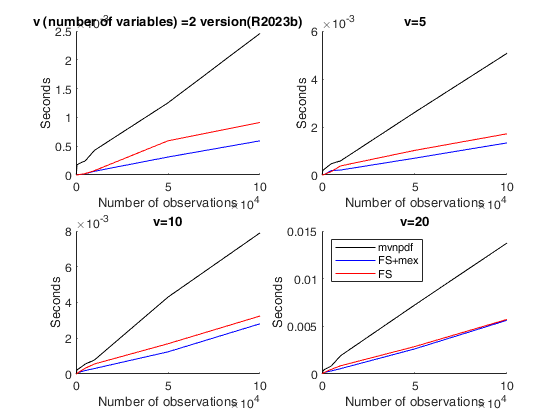 v (number of variables) =2 version(R2023b)
2.5
2
1.5
1
0.5
0
Seconds
0
5
10
Number of observations
×10^4
×10^-3
v=5
6
4
2
0
Seconds
0
5
10
Number of observations
×10^4
×10^-3
v=10
8
6
4
2
0
Seconds
0
5
10
Number of observations
×10^4
v=20
0.015
0.01
0.005
0
Seconds
mvnpdf
FS+mex
FS
0
5
10
Number of observations
×10^4